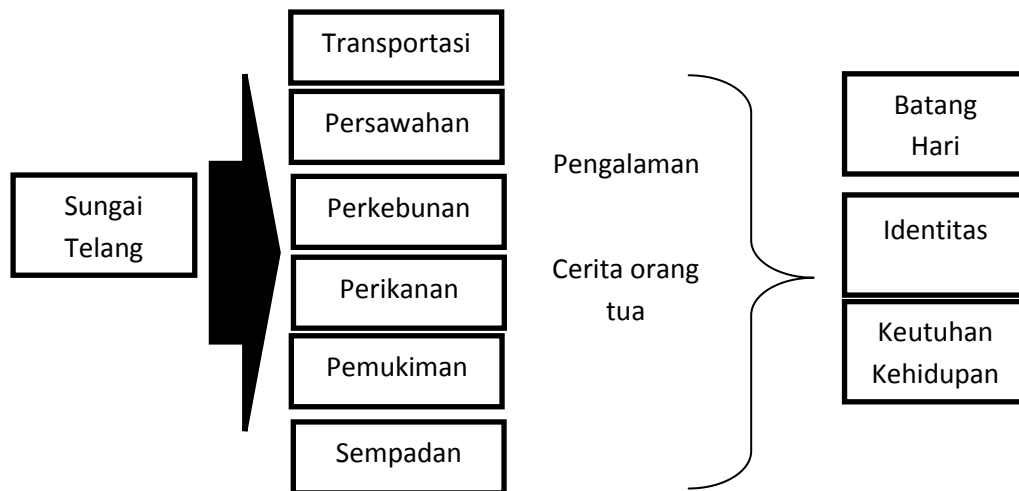 Sungai
Telang
Transportasi
Persawahan
Perkebunan
Perikanan
Pemukiman
Sempadan
Pengalaman
Cerita orang
tua
Batang
Hari
Identitas
Keutuhan
Kehidupan